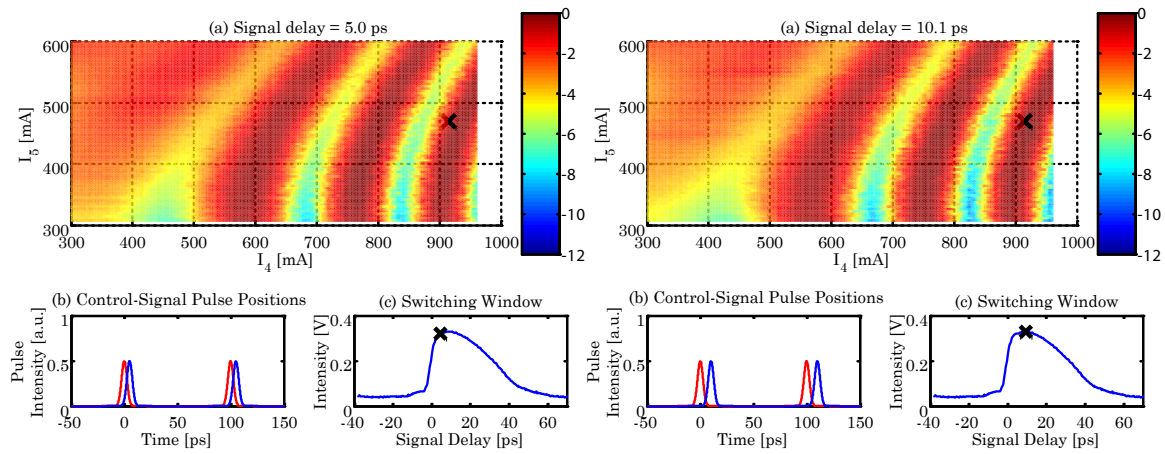 (a) Signal delay = 5.0 ps
600
500
400
300
I5 [mA]
300 400 500 600 700 800 900 1000
I4 [mA]
0
-2
-4
-6
-8
-10
-12
(b) Control-Signal Pulse Positions
Pulse
Intensity [a.u.]
1
0.5
0
-50 0 50 100 150
Time [ps]
(c) Switching Window
Intensity [V]
0.4
0.2
0
-40 -20 0 20 40 60
Signal Delay [ps]
(a) Signal delay = 10.1 ps
600
500
400
300
I5 [mA]
300 400 500 600 700 800 900 1000
I4 [mA]
0
-2
-4
-6
-8
-10
-12
(b) Control-Signal Pulse Positions
Pulse
Intensity [a.u.]
1
0.5
0
-50 0 50 100 150
Time [ps]
(c) Switching Window
Intensity [V]
0.4
0.2
0
-40 -20 0 20 40 60
Signal Delay [ps]